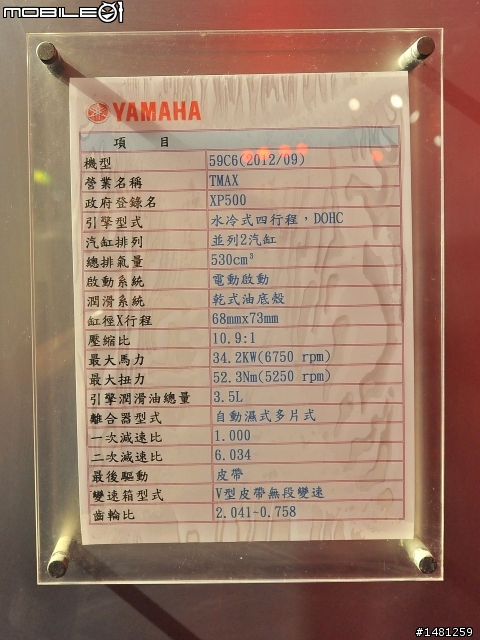 MOBILE01
YAMAHA
項 目
機型 59C6(2012/09)
營業名稱 TMAX
政府登錄名 XP500
引擎型式 水冷式四行程，DOHC
汽缸排列 並列2汽缸
總排氣量 530cm³
啟動系統 電動啟動
潤滑系統 乾式油底殼
缸徑X行程 68mmx73mm
壓縮比 10.9:1
最大馬力 34.2KW(6750 rpm)
最大扭力 52.3Nm(5250 rpm)
引擎潤滑油總量 3.5L
離合器型式 自動濕式多片式
一次減速比 1.000
二次減速比 6.034
最後驅動 皮帶
變速箱型式 V型皮帶無段變速
齒輪比 2.041~0.758
#1481259